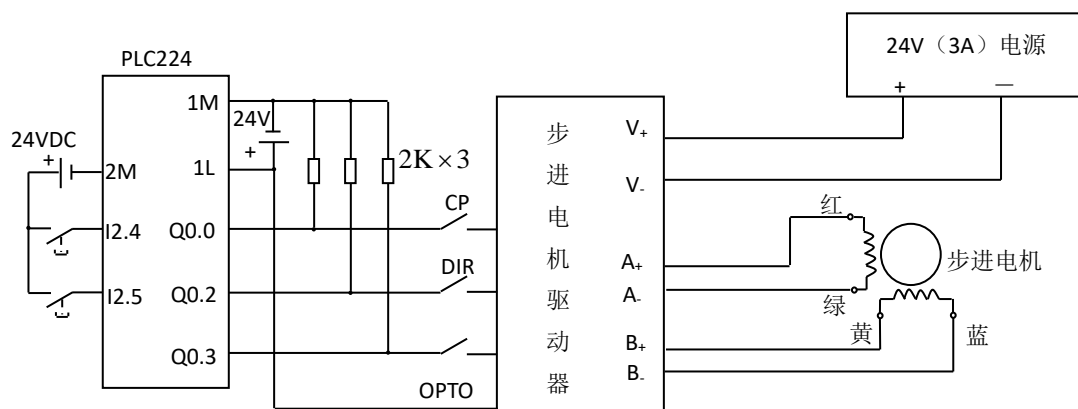 24V（3A）电源
+
—
PLC224
1M
24V
+
24VDC
+
2M
1L
2K×3
I2.4
Q0.0
CP
I2.5
Q0.2
DIR
Q0.3
OPTO
步进电机驱动器
V+
V-
A+
A-
B+
B-
红
绿
黄
蓝
步进电机